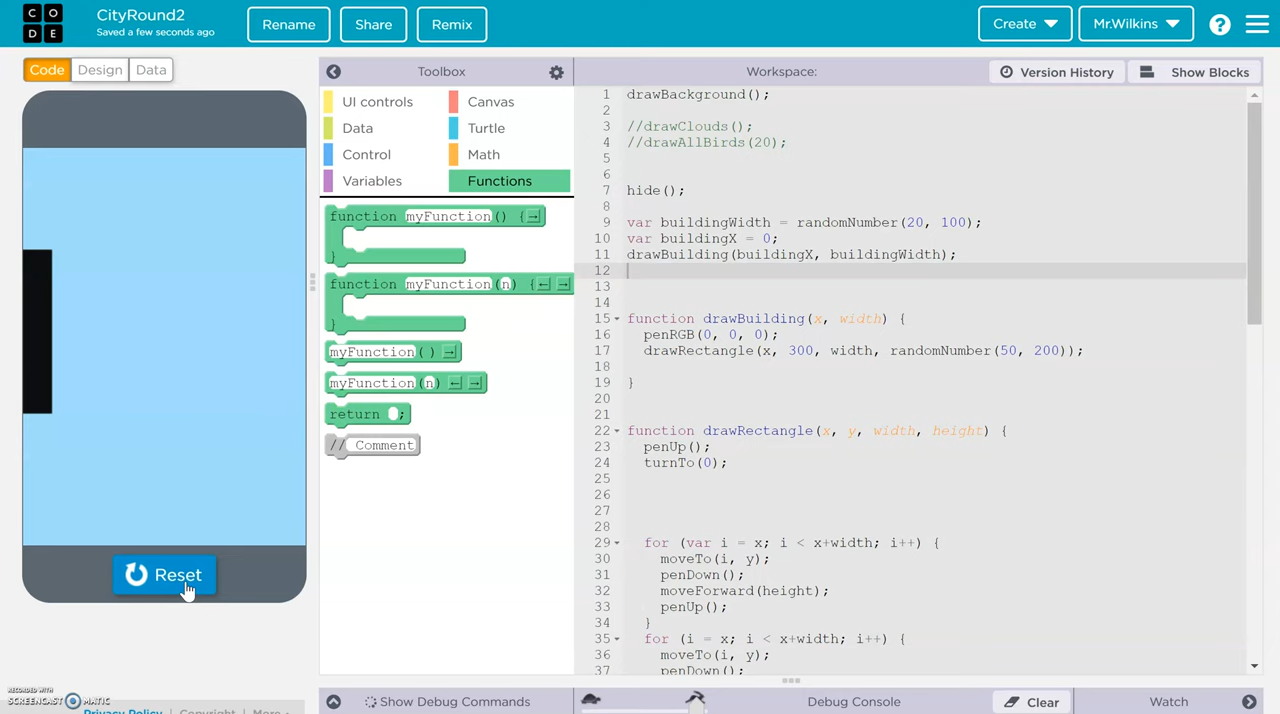 CODE
CityRound2
Saved a few seconds ago
Rename
Share
Remix
Create
Mr.Wilkins
?
Code
Design
Data
Toolbox
Workspace:
Version History
Show Blocks
UI controls
Canvas
Data
Turtle
Control
Math
Variables
Functions
function myFunction() {
}
function myFunction(n) {
}
myFunction()
myFunction(n)
return ;
// Comment
1 drawBackground();
2
3 //drawClouds();
4 //drawAllBirds(20);
5
6
7 hide();
8
9 var buildingWidth = randomNumber(20, 100);
10 var buildingX = 0;
11 drawBuilding(buildingX, buildingWidth);
12
13
14
15 function drawBuilding(x, width) {
16 penRGB(0, 0, 0);
17 drawRectangle(x, 300, width, randomNumber(50, 200));
18
19 }
20
21
22 function drawRectangle(x, y, width, height) {
23 penUp();
24 turnTo(0);
25
26
27
28
29 for (var i = x; i < x+width; i++) {
30 moveTo(i, y);
31 penDown();
32 moveForward(height);
33 penUp();
34 }
35 for (i = x; i < x+width; i++) {
36 moveTo(i, y);
37 penDown();
Reset
RECORDED WITH
SCREENCAST MATIC
Privacy Policy | Copyright | More
Show Debug Commands
Debug Console
Clear
Watch